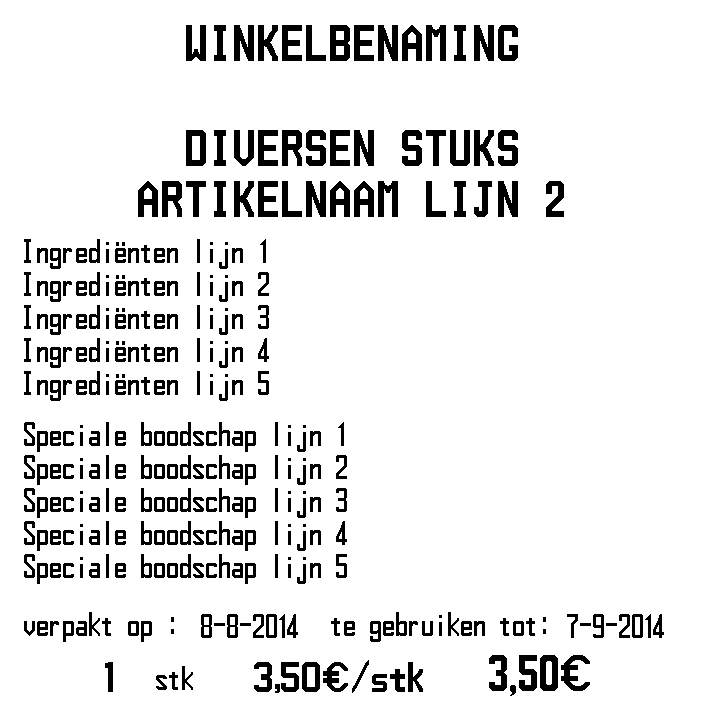 WINKELBENAMING
DIVERSEN STUKS
ARTIKELNAAM LIJN 2
Ingrediënten lijn 1
Ingrediënten lijn 2
Ingrediënten lijn 3
Ingrediënten lijn 4
Ingrediënten lijn 5
Speciale boodschap lijn 1
Speciale boodschap lijn 2
Speciale boodschap lijn 3
Speciale boodschap lijn 4
Speciale boodschap lijn 5
verpakt op : 8-8-2014 te gebruiken tot: 7-9-2014
1 stk 3,50€/stk 3,50€